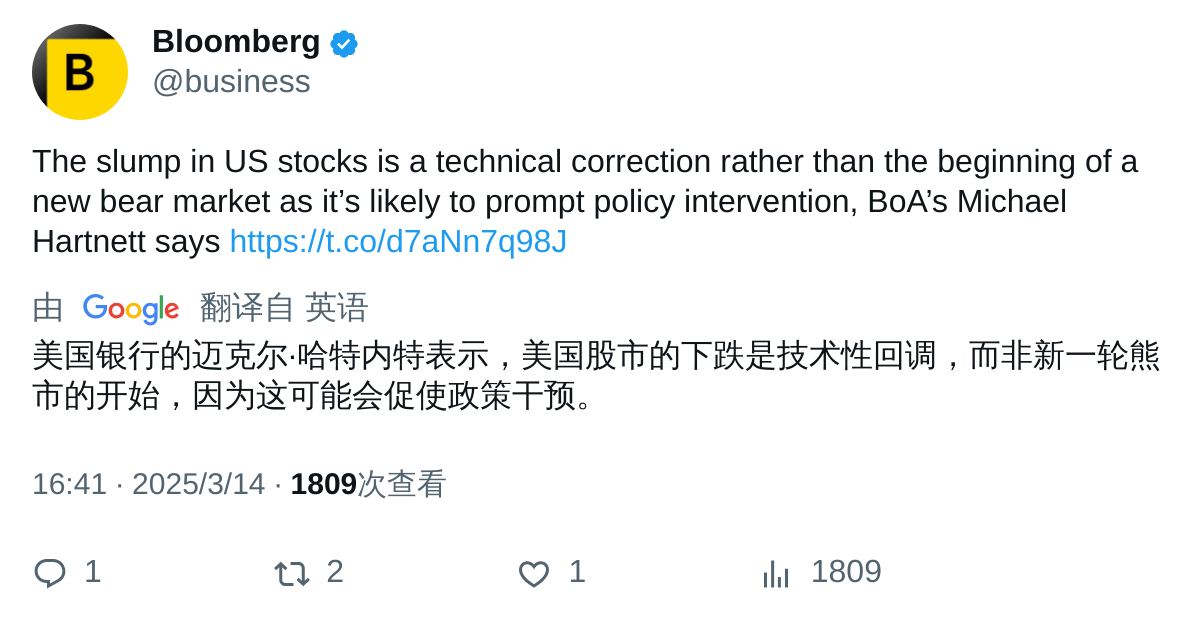 B
Bloomberg
@business
The slump in US stocks is a technical correction rather than the beginning of a
new bear market as it’s likely to prompt policy intervention, BoA’s Michael
Hartnett says https://t.co/d7aNn7q98J
由 Google 翻译自 英语
美国银行的迈克尔·哈特内特表示，美国股市的下跌是技术性回调，而非新一轮熊
市的开始，因为这可能会促使政策干预。
16:41 · 2025/3/14 · 1809次查看
1 2 1 1809